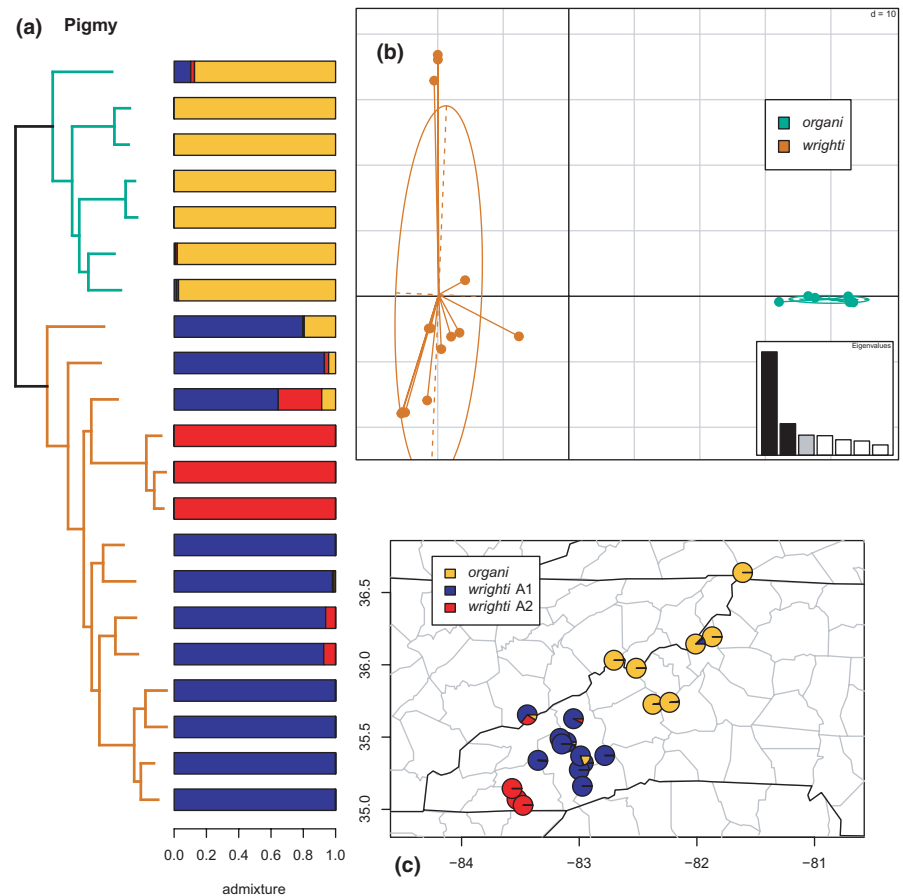 (a) Pigmy
0.0 0.2 0.4 0.6 0.8 1.0
admixture
(b)
d = 10
organi
wrighti
Eigenvalues
organi
wrighti A1
wrighti A2
36.5
36.0
35.5
35.0
−84 −83 −82 −81
(c)